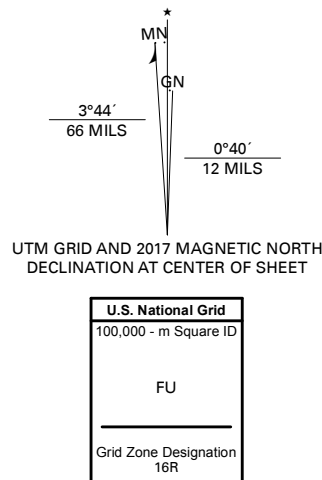 ★
MN
GN
3°44´
66 MILS
0°40´
12 MILS
UTM GRID AND 2017 MAGNETIC NORTH
DECLINATION AT CENTER OF SHEET
U.S. National Grid
100,000 - m Square ID
FU
Grid Zone Designation
16R